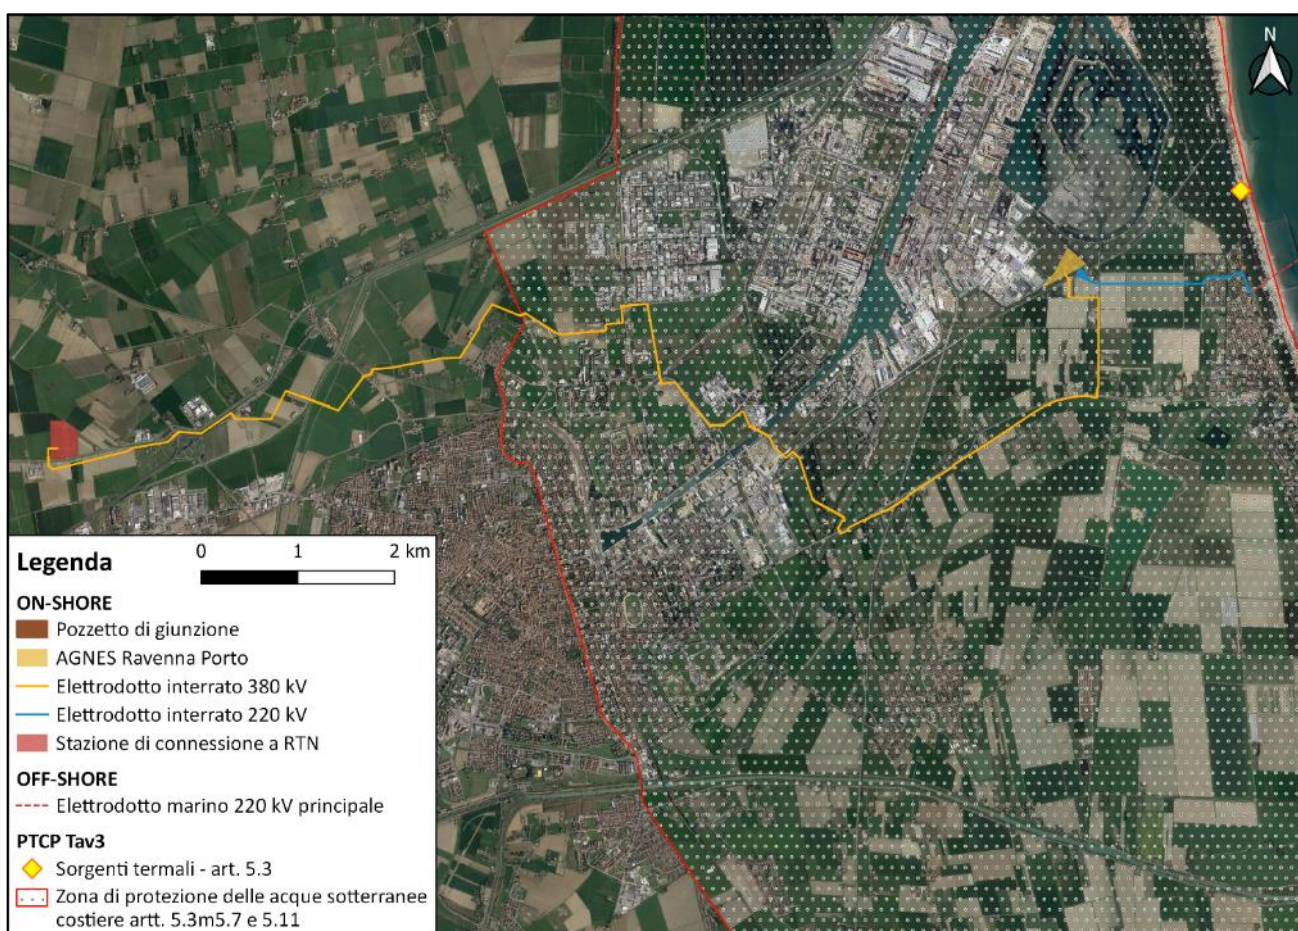 N
Legenda
0 1 2 km
ON-SHORE
Pozzetto di giunzione
AGNES Ravenna Porto
Elettrodotto interrato 380 kV
Elettrodotto interrato 220 kV
Stazione di connessione a RTN
OFF-SHORE
Elettrodotto marino 220 kV principale
PTCP Tav3
Sorgenti termali - art. 5.3
Zona di protezione delle acque sotterranee
costiere artt. 5.3m5.7 e 5.11